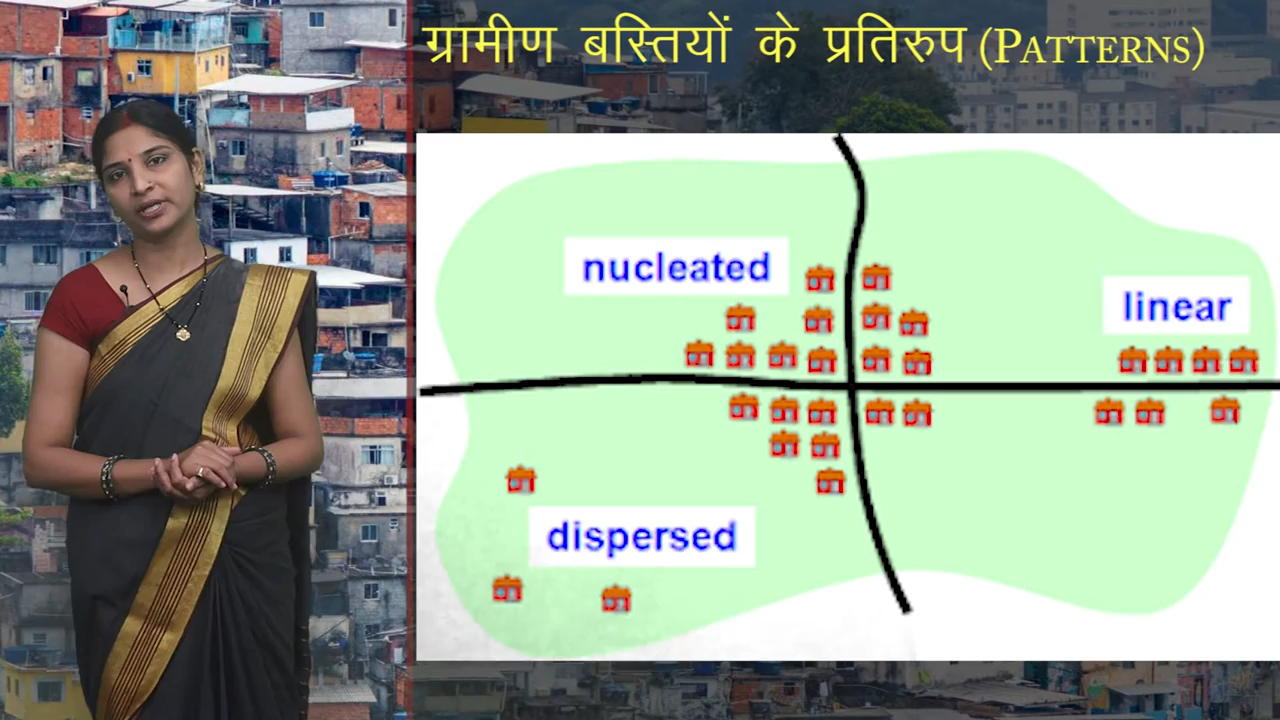 ग्रामीण बस्तियों के प्रतिरुप (PATTERNS)
nucleated
linear
dispersed